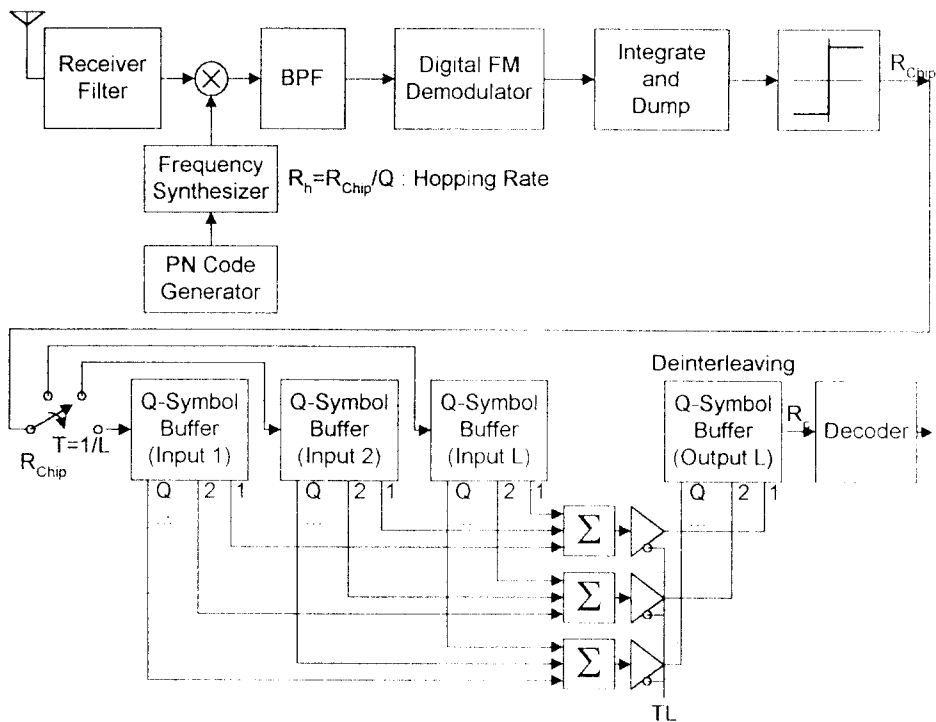 Receiver
Filter
BPF
Digital FM
Demodulator
Integrate
and
Dump
R_Chip
Frequency
Synthesizer
R_h=R_Chip/Q : Hopping Rate
PN Code
Generator
Deinterleaving
Q-Symbol
Buffer
(Input 1)
Q-Symbol
Buffer
(Input 2)
Q-Symbol
Buffer
(Input L)
Q-Symbol
Buffer
(Output L)
Decoder
T=1/L
R_Chip
Q ... 2 1
Q ... 2 1
Q ... 2 1
Q ... 2 1
Σ
Σ
Σ
TL